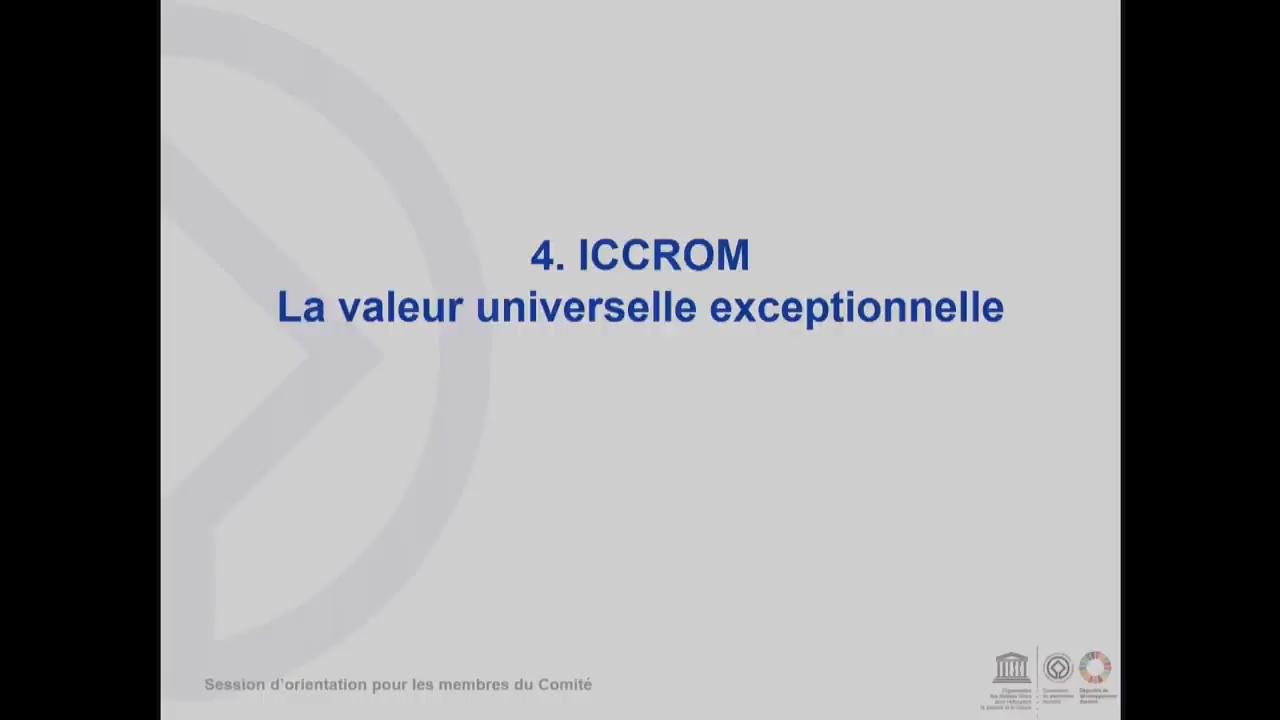 4. ICCROM
La valeur universelle exceptionnelle
Session d'orientation pour les membres du Comité